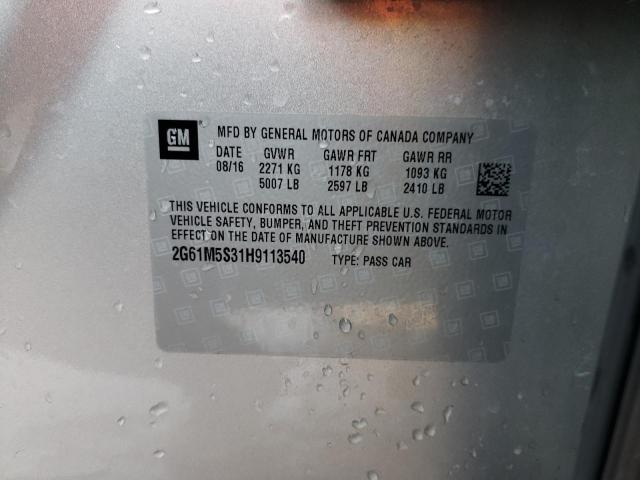 GM MFD BY GENERAL MOTORS OF CANADA COMPANY
DATE GVWR GAWR FRT GAWR RR
08/16 2271 KG 1178 KG 1093 KG
5007 LB 2597 LB 2410 LB
THIS VEHICLE CONFORMS TO ALL APPLICABLE U.S. FEDERAL MOTOR
VEHICLE SAFETY, BUMPER, AND THEFT PREVENTION STANDARDS IN
EFFECT ON THE DATE OF MANUFACTURE SHOWN ABOVE.
2G61M5S31H9113540 TYPE: PASS CAR